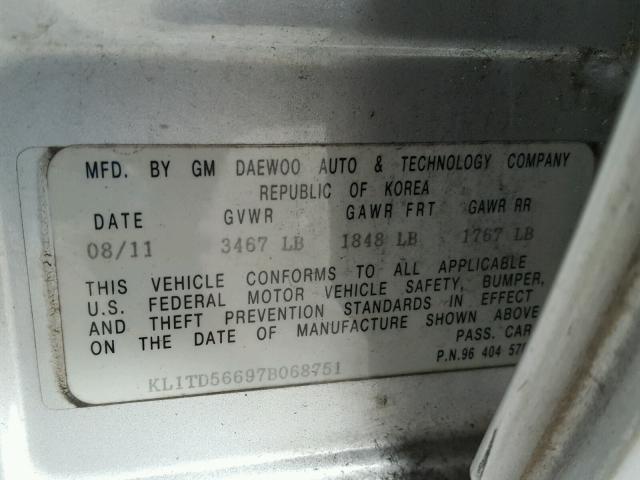 MFD. BY GM DAEWOO AUTO & TECHNOLOGY COMPANY
REPUBLIC OF KOREA
DATE GVWR GAWR FRT GAWR RR
08/11 3467 LB 1848 LB 1767 LB
THIS VEHICLE CONFORMS TO ALL APPLICABLE
U.S. FEDERAL MOTOR VEHICLE SAFETY, BUMPER,
AND THEFT PREVENTION STANDARDS IN EFFECT
ON THE DATE OF MANUFACTURE SHOWN ABOVE
PASS. CAR
P.N.96 404
KL1TD56697B068751